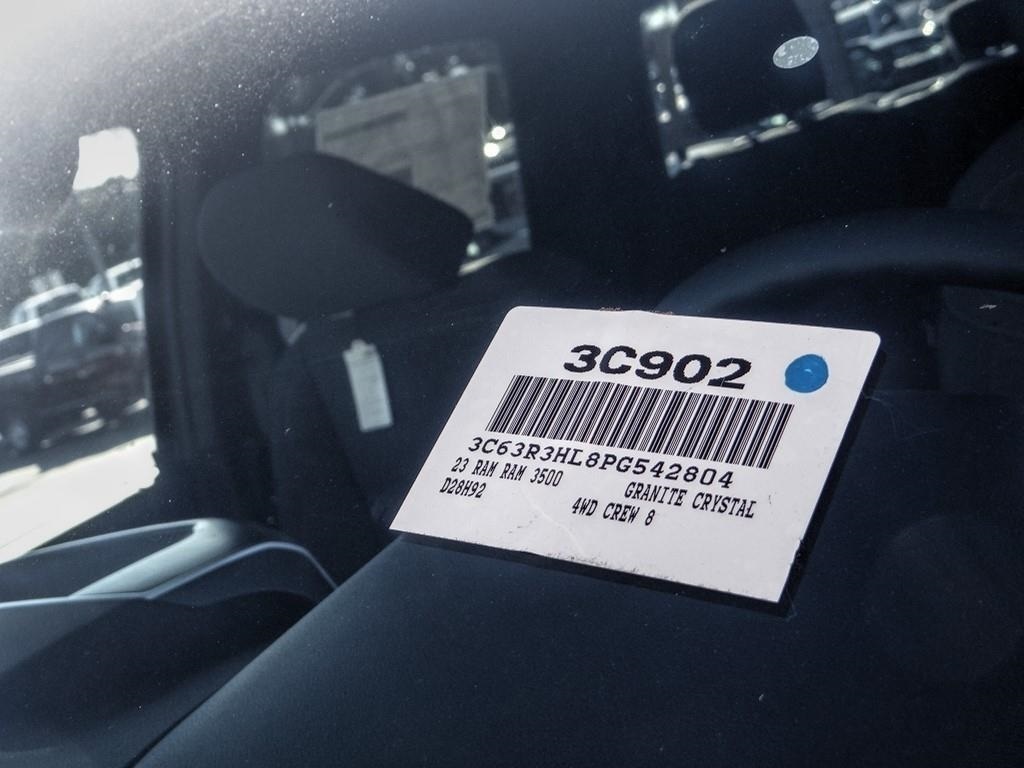 3C902
3C63R3HL8PG542804
23 RAM RAM 3500 GRANITE CRYSTAL
D28H92 4WD CREW 8